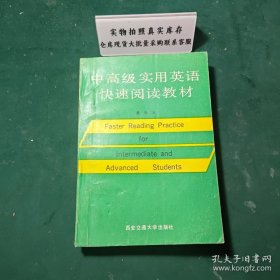 实物拍照真实库存
仓库现货大批量采购联系客服
中高级实用英语
快速阅读教材
Faster Reading Practice
for
Intermediate and
Advanced Students
西安交通大学出版社
孔夫子旧书网